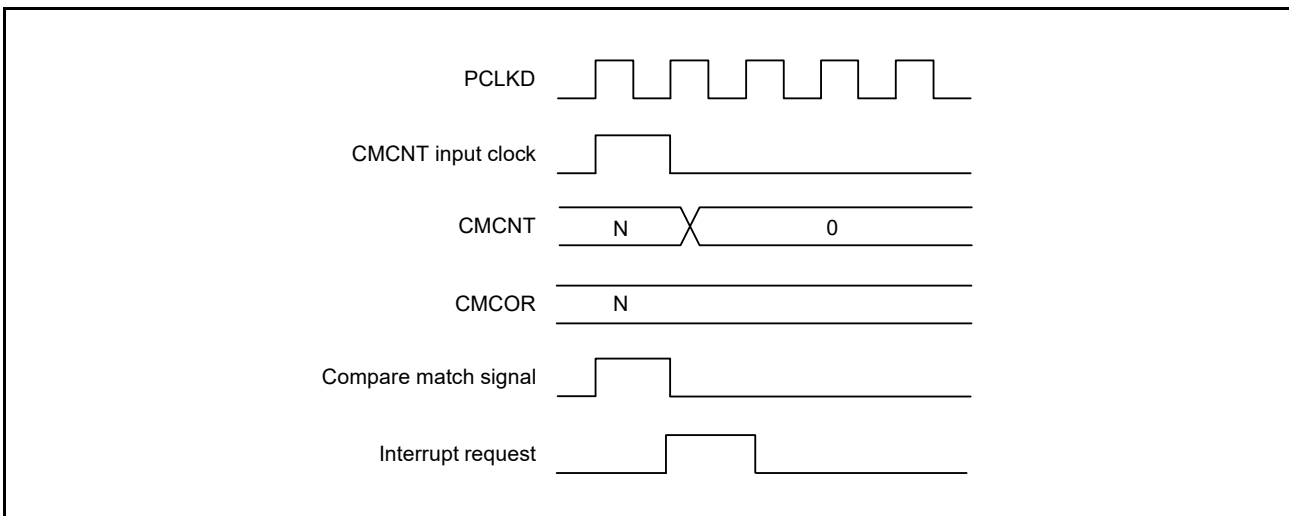 PCLKD
CMCNT input clock
CMCNT N 0
CMCOR N
Compare match signal
Interrupt request